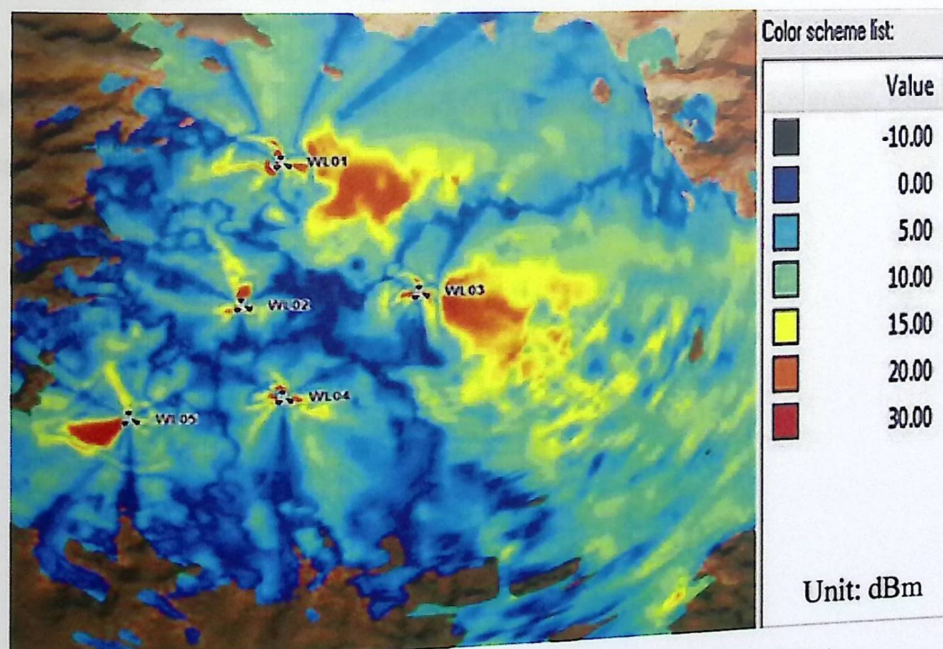 Color scheme list:
Value
-10.00
0.00
5.00
10.00
15.00
20.00
30.00
Unit: dBm
WL01
WL02
WL03
WL04
WL05